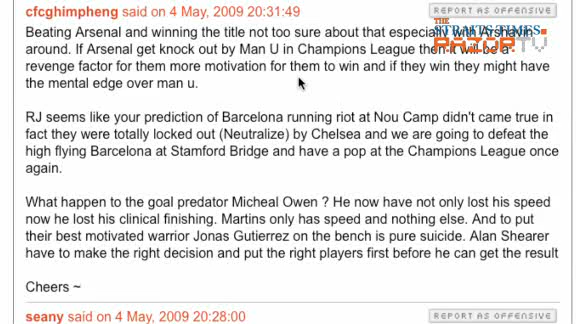 cfcghimpheng said on 4 May, 2009 20:31:49
REPORT AS OFFENSIVE
THE
STRAITS TIMES
RAZOR TV
Beating Arsenal and winning the title not too sure about that especially with Arshavin
around. If Arsenal get knock out by Man U in Champions League then it will be a
revenge factor for them more motivation for them to win and if they win they might have
the mental edge over man u.
RJ seems like your prediction of Barcelona running riot at Nou Camp didn't came true in
fact they were totally locked out (Neutralize) by Chelsea and we are going to defeat the
high flying Barcelona at Stamford Bridge and have a pop at the Champions League once
again.
What happen to the goal predator Micheal Owen ? He now have not only lost his speed
now he lost his clinical finishing. Martins only has speed and nothing else. And to put
their best motivated warrior Jonas Gutierrez on the bench is pure suicide. Alan Shearer
have to make the right decision and put the right players first before he can get the result
Cheers ~
seany said on 4 May, 2009 20:28:00
REPORT AS OFFENSIVE